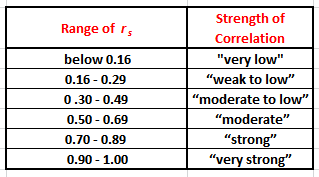 Range of rs Strength of Correlation
below 0.16 "very low"
0.16 - 0.29 “weak to low”
0 .30 - 0.49 “moderate to low”
0.50 - 0.69 “moderate”
0.70 - 0.89 “strong”
0.90 - 1.00 “very strong”